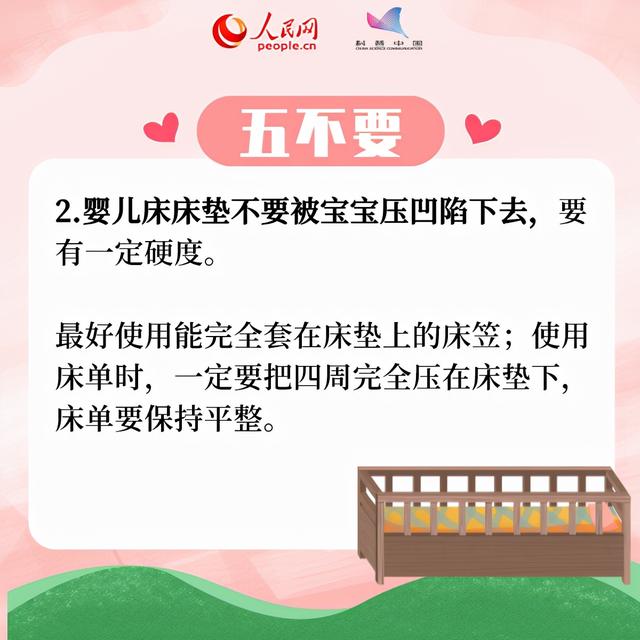 人民网 科普中国
people.cn CHINA SCIENCE COMMUNICATION
五不要
2.婴儿床床垫不要被宝宝压凹陷下去，要
有一定硬度。
最好使用能完全套在床垫上的床笠；使用
床单时，一定要把四周完全压在床垫下，
床单要保持平整。